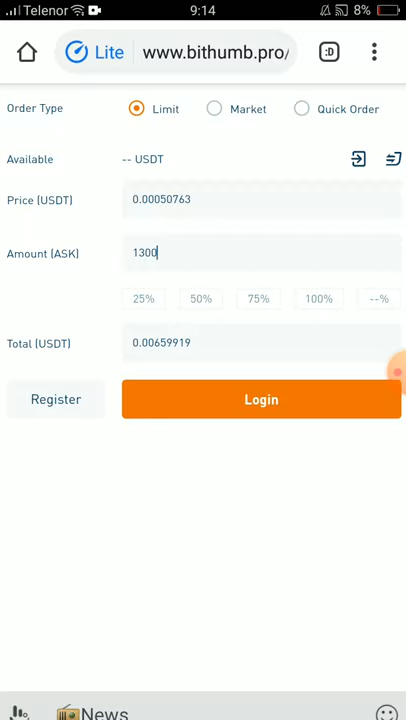 Telenor 9:14 8%
Lite www.bithumb.pro/ :D
Order Type Limit Market Quick Order
Available -- USDT
Price (USDT) 0.00050763
Amount (ASK) 1300
25% 50% 75% 100% --%
Total (USDT) 0.00659919
Register Login
News